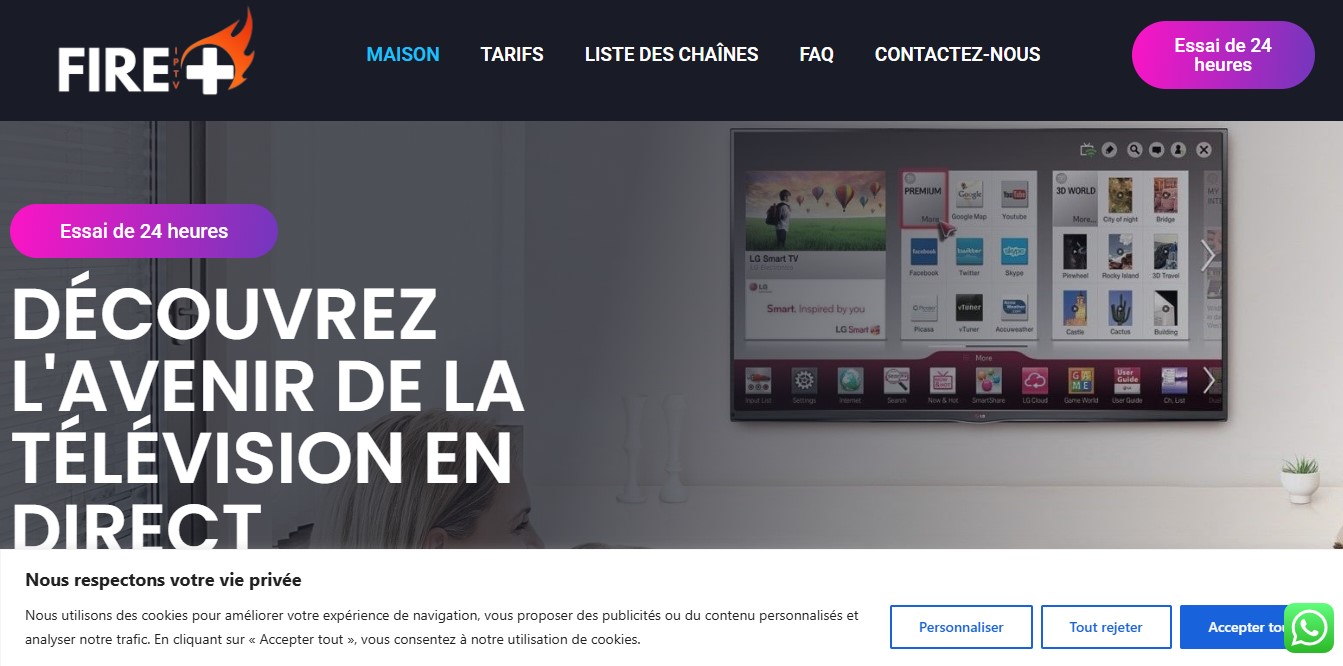 FIRE IPTV
MAISON
TARIFS
LISTE DES CHAÎNES
FAQ
CONTACTEZ-NOUS
Essai de 24
heures
Essai de 24 heures
DÉCOUVREZ
L'AVENIR DE LA
TÉLÉVISION EN
DIRECT
PREMIUM
More...
Google Map
Youtube
3D WORLD
More...
City of night
Bridge
LG Smart TV
Facebook
Twitter
Skype
Pinwheel
Rocky Island
3D Travel
LG
Smart. Inspired by you
LG Smart
Picasa
vTuner
Accuweather
Castle
Cactus
Building
More
Input List
Settings
Internet
Search
Now & Hot
SmartShare
LG Cloud
Game World
User Guide
Ch. List
Nous respectons votre vie privée
Nous utilisons des cookies pour améliorer votre expérience de navigation, vous proposer des publicités ou du contenu personnalisés et
analyser notre trafic. En cliquant sur « Accepter tout », vous consentez à notre utilisation de cookies.
Personnaliser
Tout rejeter
Accepter tou